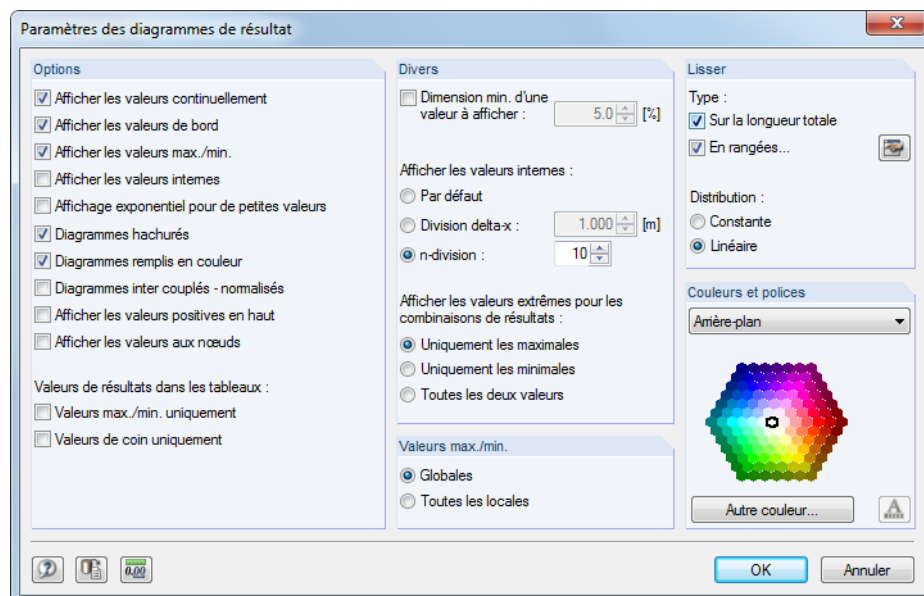 Paramètres des diagrammes de résultat
Options
Afficher les valeurs continuellement
Afficher les valeurs de bord
Afficher les valeurs max./min.
Afficher les valeurs internes
Affichage exponentiel pour de petites valeurs
Diagrammes hachurés
Diagrammes remplis en couleur
Diagrammes inter couplés - normalisés
Afficher les valeurs positives en haut
Afficher les valeurs aux nœuds
Valeurs de résultats dans les tableaux :
Valeurs max./min. uniquement
Valeurs de coin uniquement
Divers
Dimension min. d'une
valeur à afficher :
5.0 [%]
Afficher les valeurs internes :
Par défaut
Division delta-x : 1.000 [m]
n-division : 10
Afficher les valeurs extrêmes pour les
combinaisons de résultats :
Uniquement les maximales
Uniquement les minimales
Toutes les deux valeurs
Valeurs max./min.
Globales
Toutes les locales
Lisser
Type :
Sur la longueur totale
En rangées...
Distribution :
Constante
Linéaire
Couleurs et polices
Arrière-plan
Autre couleur...
A
0.00
OK
Annuler